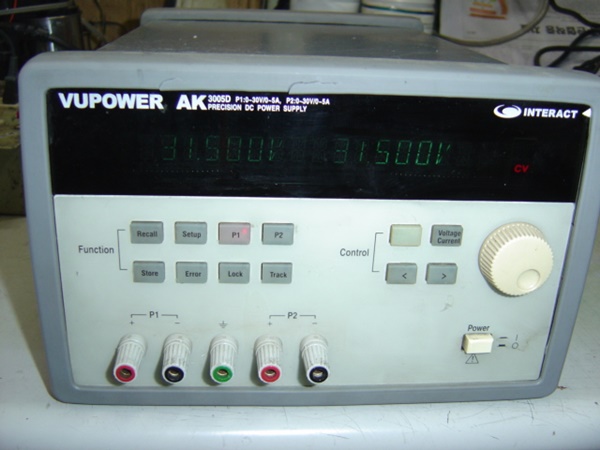 VUPOWER AK 3005D P1:0~30V/0~5A, P2:0~30V/0~5A
PRECISION DC POWER SUPPLY
INTERACT
31.500V 31.500V
CV
Recall Setup P1 P2
Function
Store Error Lock Track
Control
Voltage
Current
< >
+ P1 - + P2 -
Power